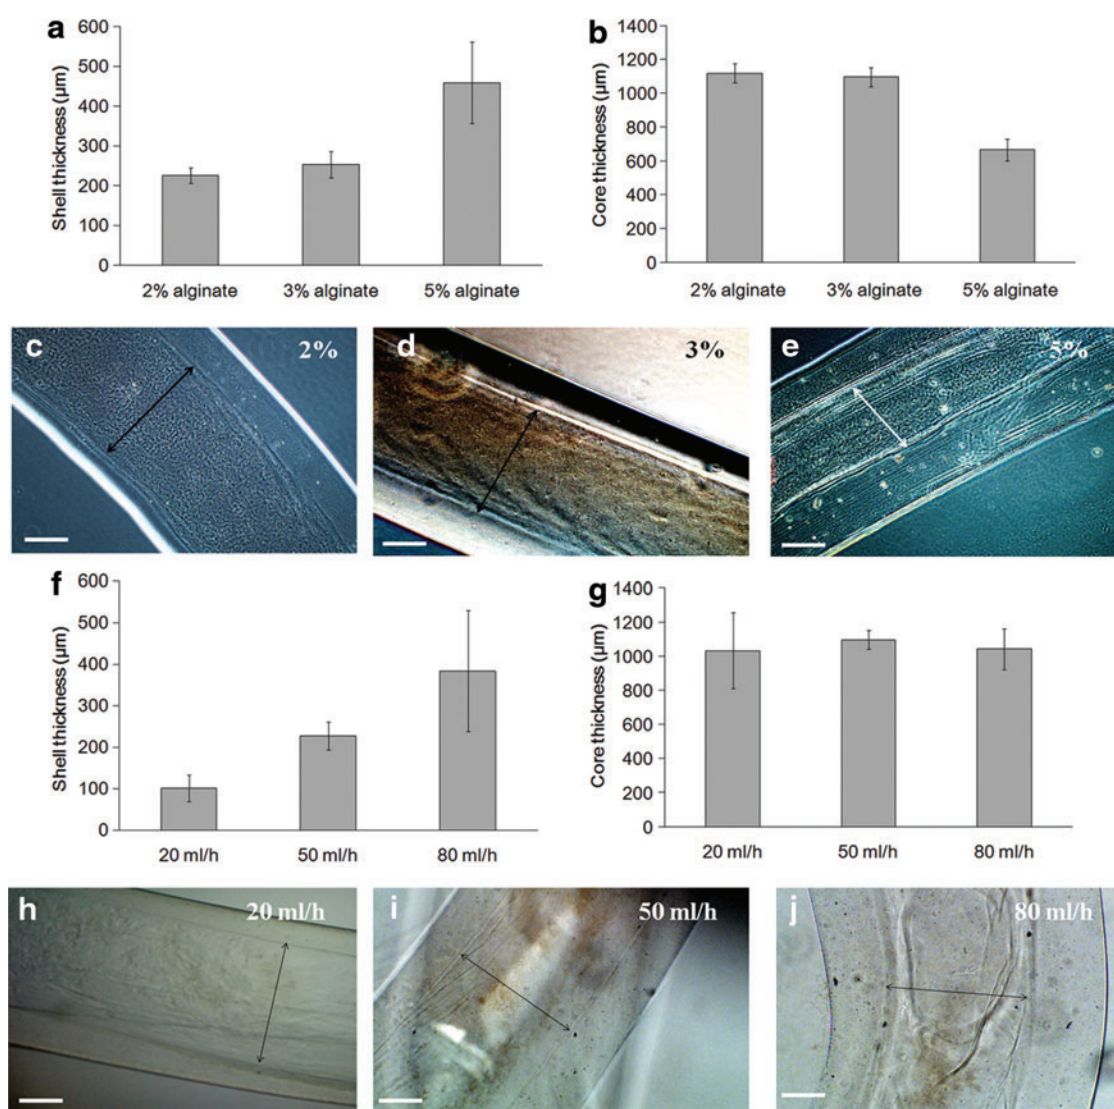 a
Shell thickness (µm)
600
500
400
300
200
100
0
2% alginate 3% alginate 5% alginate
b
Core thickness (µm)
1400
1200
1000
800
600
400
200
0
2% alginate 3% alginate 5% alginate
c 2%
d 3%
e 5%
f
Shell thickness (µm)
600
500
400
300
200
100
0
20 ml/h 50 ml/h 80 ml/h
g
Core thickness (µm)
1400
1200
1000
800
600
400
200
0
20 ml/h 50 ml/h 80 ml/h
h 20 ml/h
i 50 ml/h
j 80 ml/h